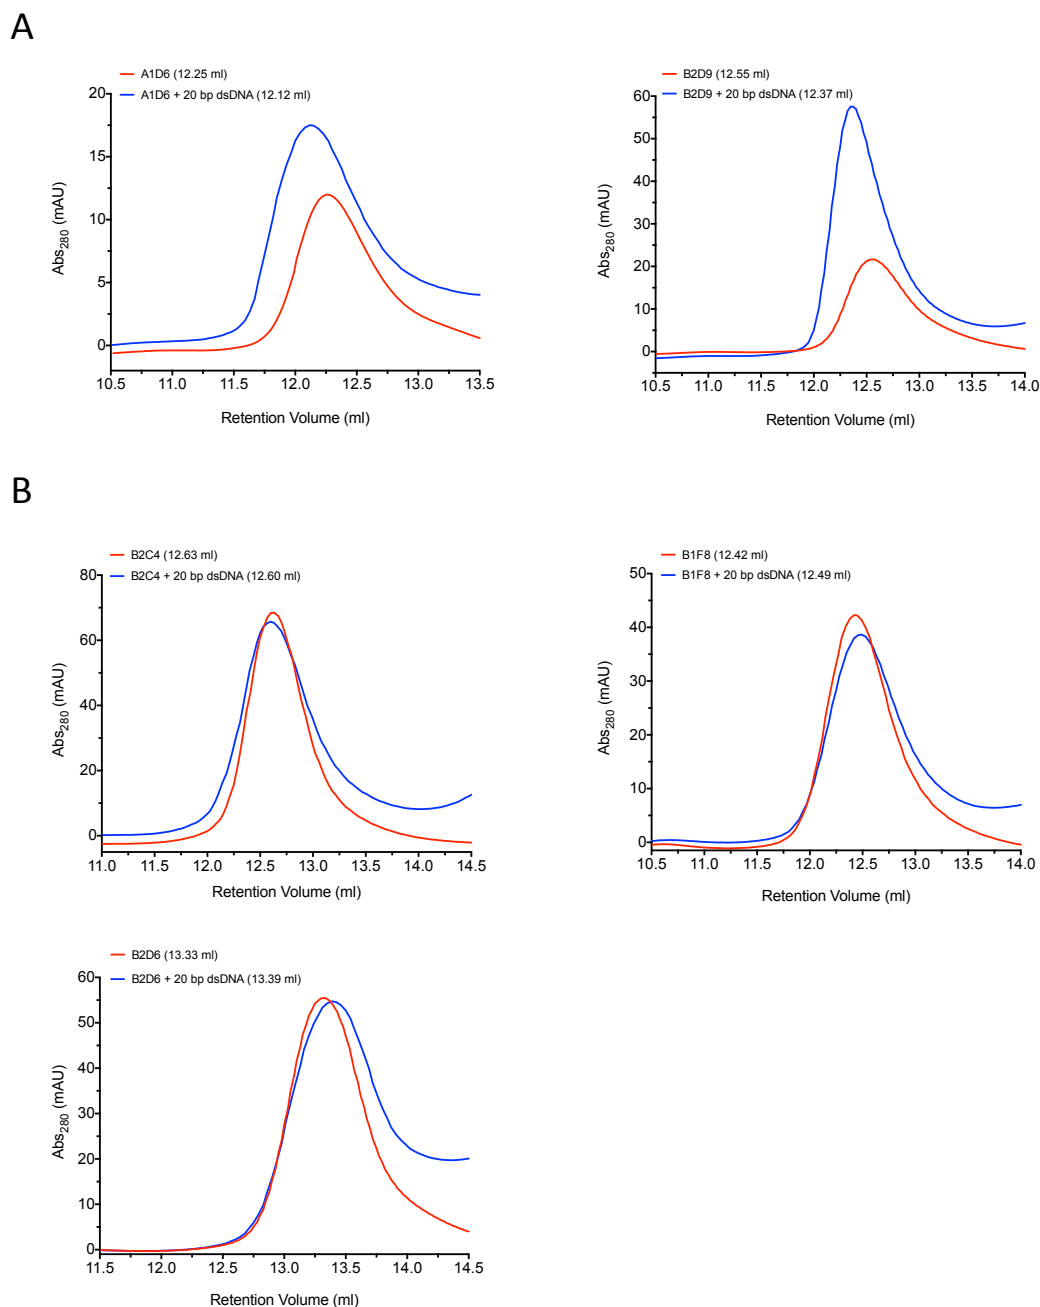 A
A1D6 (12.25 ml)
A1D6 + 20 bp dsDNA (12.12 ml)
20
15
10
5
0
Abs280 (mAU)
10.5 11.0 11.5 12.0 12.5 13.0 13.5
Retention Volume (ml)
B2D9 (12.55 ml)
B2D9 + 20 bp dsDNA (12.37 ml)
60
50
40
30
20
10
0
Abs280 (mAU)
10.5 11.0 11.5 12.0 12.5 13.0 13.5 14.0
Retention Volume (ml)
B
B2C4 (12.63 ml)
B2C4 + 20 bp dsDNA (12.60 ml)
80
60
40
20
0
Abs280 (mAU)
11.0 11.5 12.0 12.5 13.0 13.5 14.0 14.5
Retention Volume (ml)
B1F8 (12.42 ml)
B1F8 + 20 bp dsDNA (12.49 ml)
50
40
30
20
10
0
Abs280 (mAU)
10.5 11.0 11.5 12.0 12.5 13.0 13.5 14.0
Retention Volume (ml)
B2D6 (13.33 ml)
B2D6 + 20 bp dsDNA (13.39 ml)
60
50
40
30
20
10
0
Abs280 (mAU)
11.5 12.0 12.5 13.0 13.5 14.0 14.5
Retention Volume (ml)